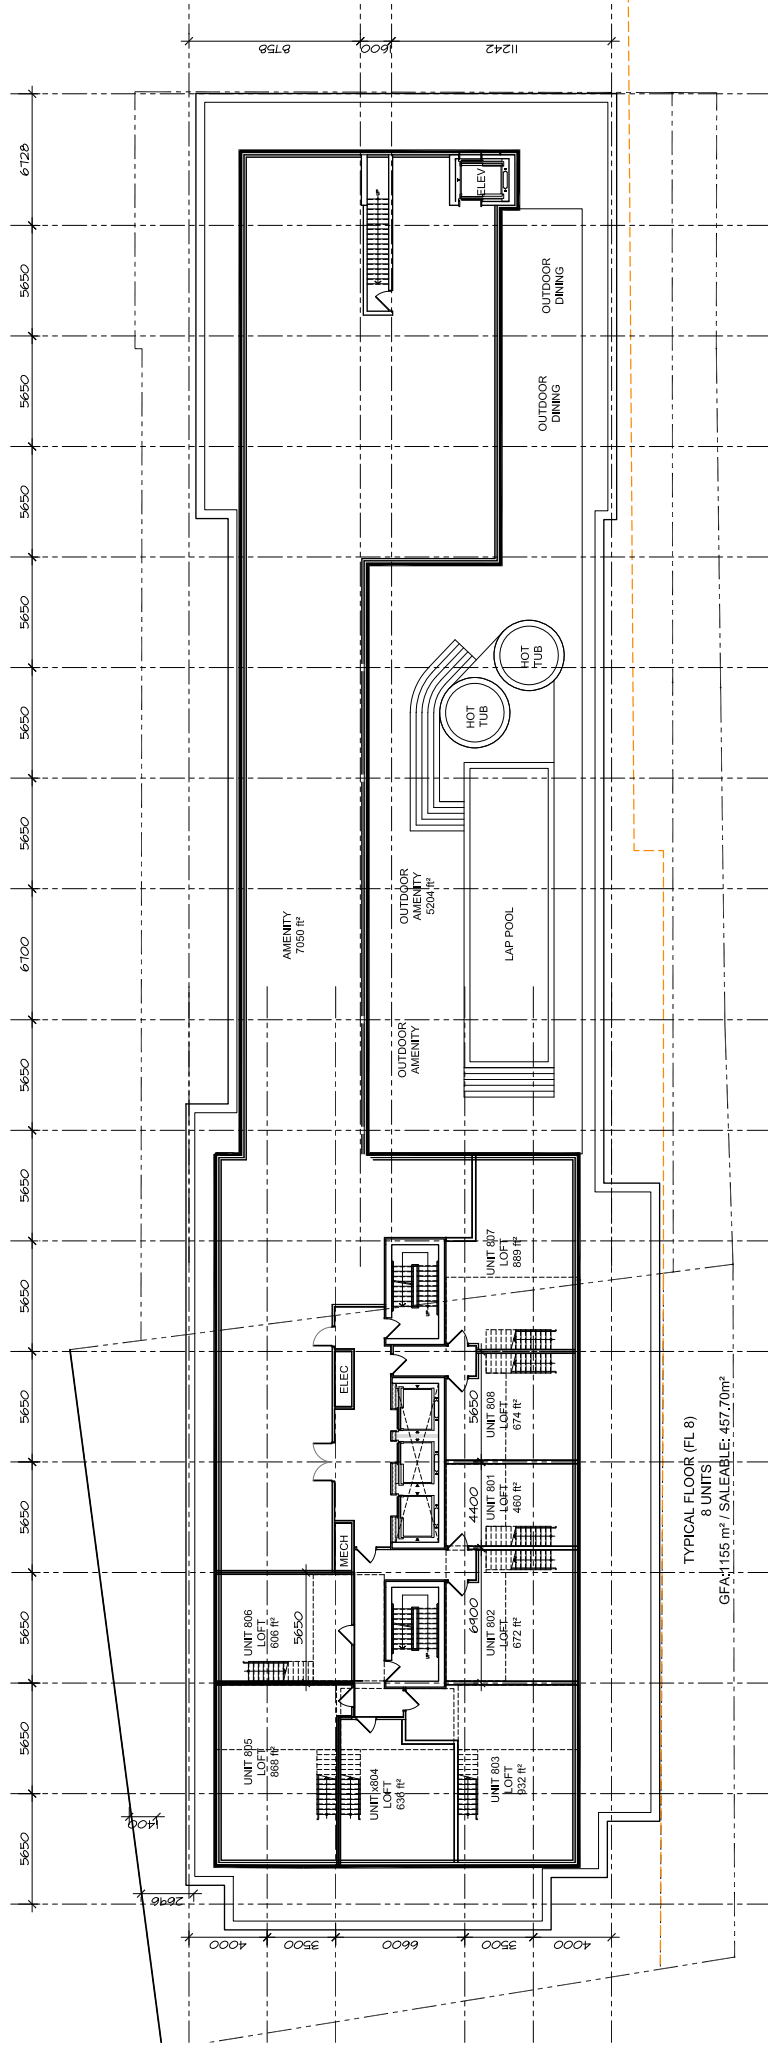 8758
600
11242
6728
5650
5650
5650
5650
5650
5650
6700
5650
5650
5650
5650
5650
5650
5650
5650
ELEV
OUTDOOR
DINING
OUTDOOR
DINING
HOT
TUB
HOT
TUB
AMENITY
7050 ft²
OUTDOOR
AMENITY
5204 ft²
LAP POOL
OUTDOOR
AMENITY
UNIT 807
LOFT
889 ft²
ELEC
5650
UNIT 808
LOFT
674 ft²
4400
UNIT 801
LOFT
460 ft²
MECH
UNIT 806
LOFT
606 ft²
5650
6900
UNIT 802
LOFT
672 ft²
UNIT 805
LOFT
868 ft²
UNIT x804
LOFT
636 ft²
UNIT 803
LOFT
932 ft²
TYPICAL FLOOR (FL 8)
8 UNITS
GFA:1155 m² / SALEABLE: 457.70m²
1400
2696
4000
3500
6600
3500
4000